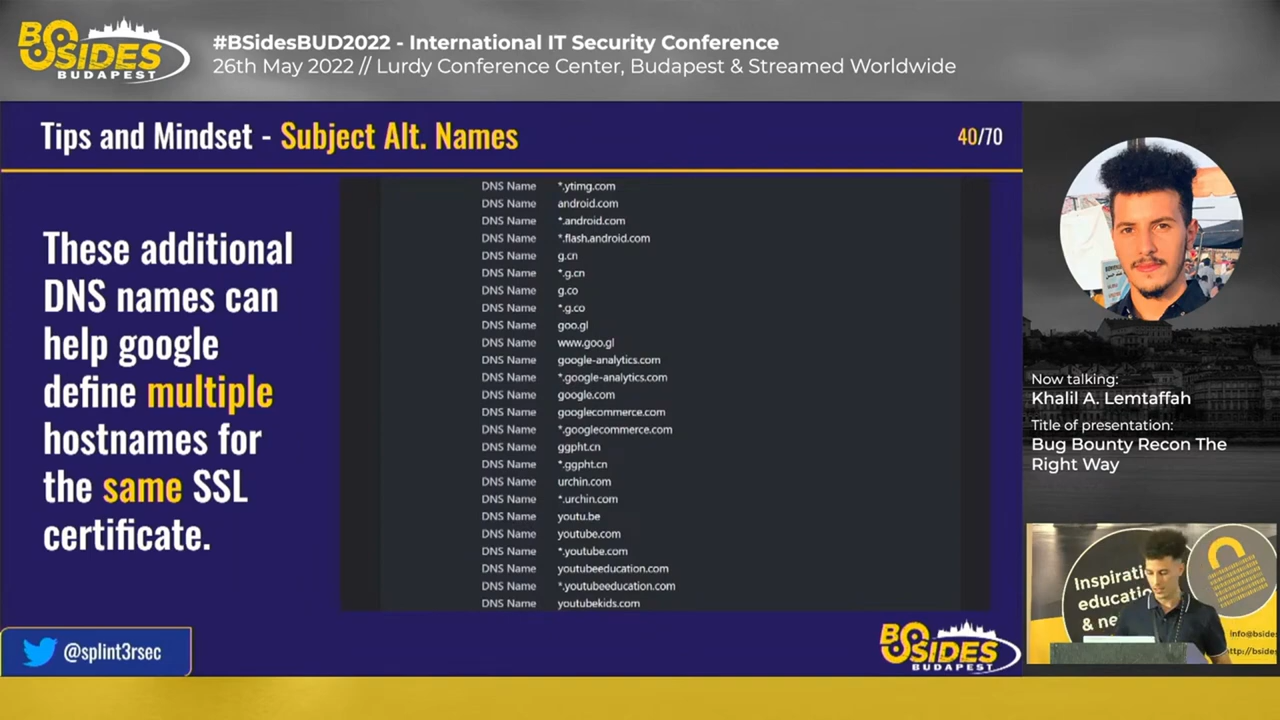 BSIDES
BUDAPEST
#BSidesBUD2022 - International IT Security Conference
26th May 2022 // Lurdy Conference Center, Budapest & Streamed Worldwide
Tips and Mindset - Subject Alt. Names
40/70
These additional
DNS names can
help google
define multiple
hostnames for
the same SSL
certificate.
DNS Name *.ytimg.com
DNS Name android.com
DNS Name *.android.com
DNS Name *.flash.android.com
DNS Name g.cn
DNS Name *.g.cn
DNS Name g.co
DNS Name *.g.co
DNS Name goo.gl
DNS Name www.goo.gl
DNS Name google-analytics.com
DNS Name *.google-analytics.com
DNS Name google.com
DNS Name googlecommerce.com
DNS Name *.googlecommerce.com
DNS Name ggpht.cn
DNS Name *.ggpht.cn
DNS Name urchin.com
DNS Name *.urchin.com
DNS Name youtu.be
DNS Name youtube.com
DNS Name *.youtube.com
DNS Name youtubeeducation.com
DNS Name *.youtubeeducation.com
DNS Name youtubekids.com
@splint3rsec
BSIDES
BUDAPEST
Now talking:
Khalil A. Lemtaffah
Title of presentation:
Bug Bounty Recon The
Right Way
Inspirati
educatio
& ne
info@bsides
http://bside